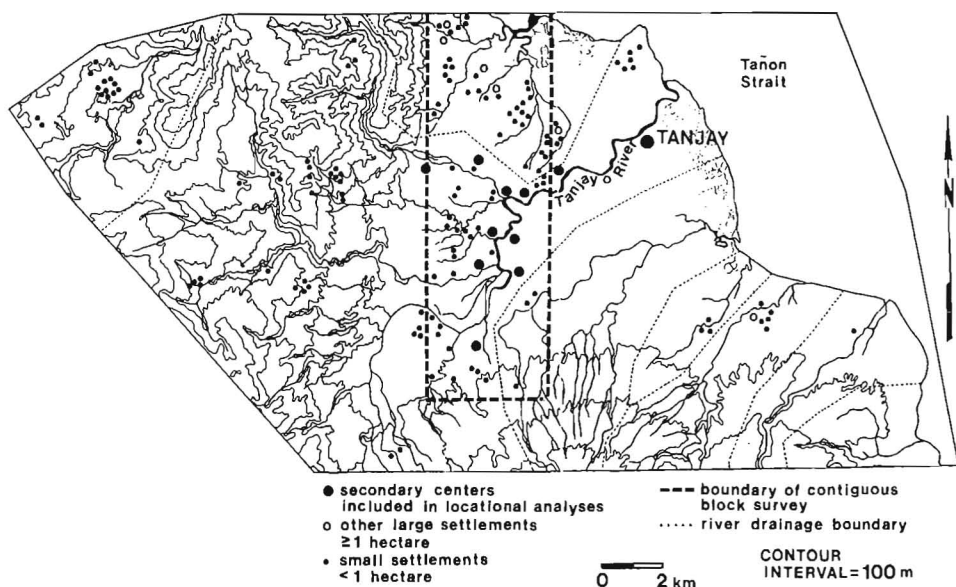 Tañon
Strait
TANJAY
Tanjay River
N
secondary centers
included in locational analyses
other large settlements
≥1 hectare
small settlements
<1 hectare
boundary of contiguous
block survey
river drainage boundary
CONTOUR
INTERVAL=100m
0 2 km